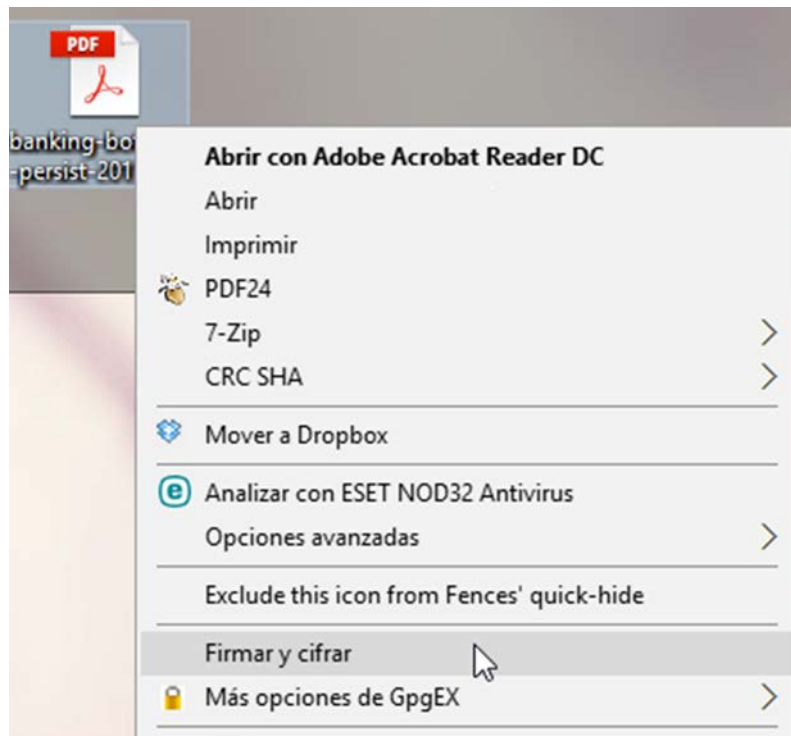 PDF
banking-bo
-persist-201
Abrir con Adobe Acrobat Reader DC
Abrir
Imprimir
PDF24
7-Zip
CRC SHA
Mover a Dropbox
Analizar con ESET NOD32 Antivirus
Opciones avanzadas
Exclude this icon from Fences' quick-hide
Firmar y cifrar
Más opciones de GpgEX